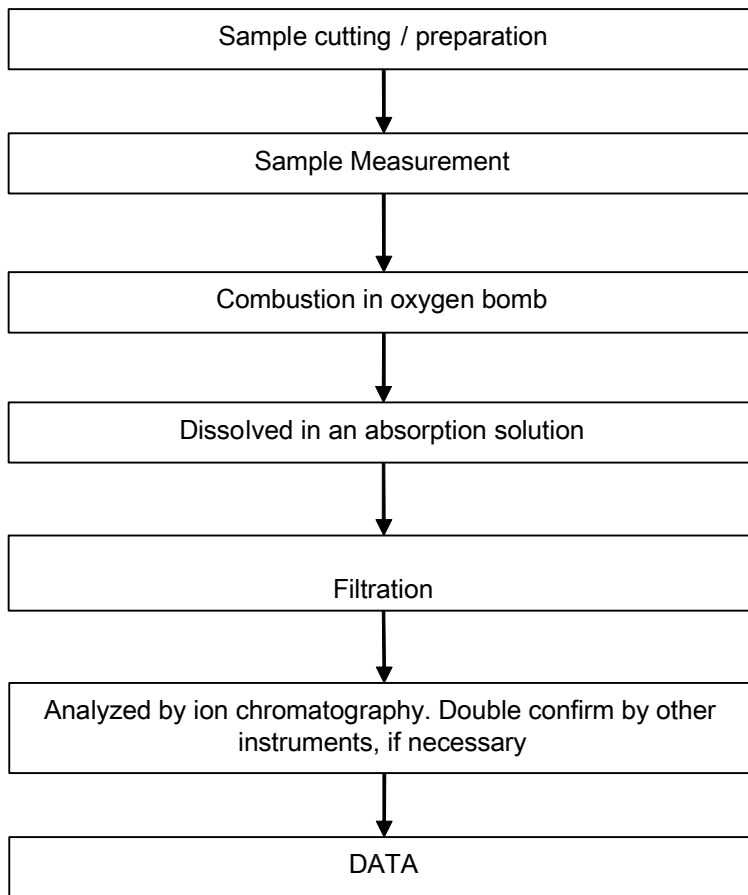 Sample cutting / preparation
Sample Measurement
Combustion in oxygen bomb
Dissolved in an absorption solution
Filtration
Analyzed by ion chromatography. Double confirm by other
instruments, if necessary
DATA